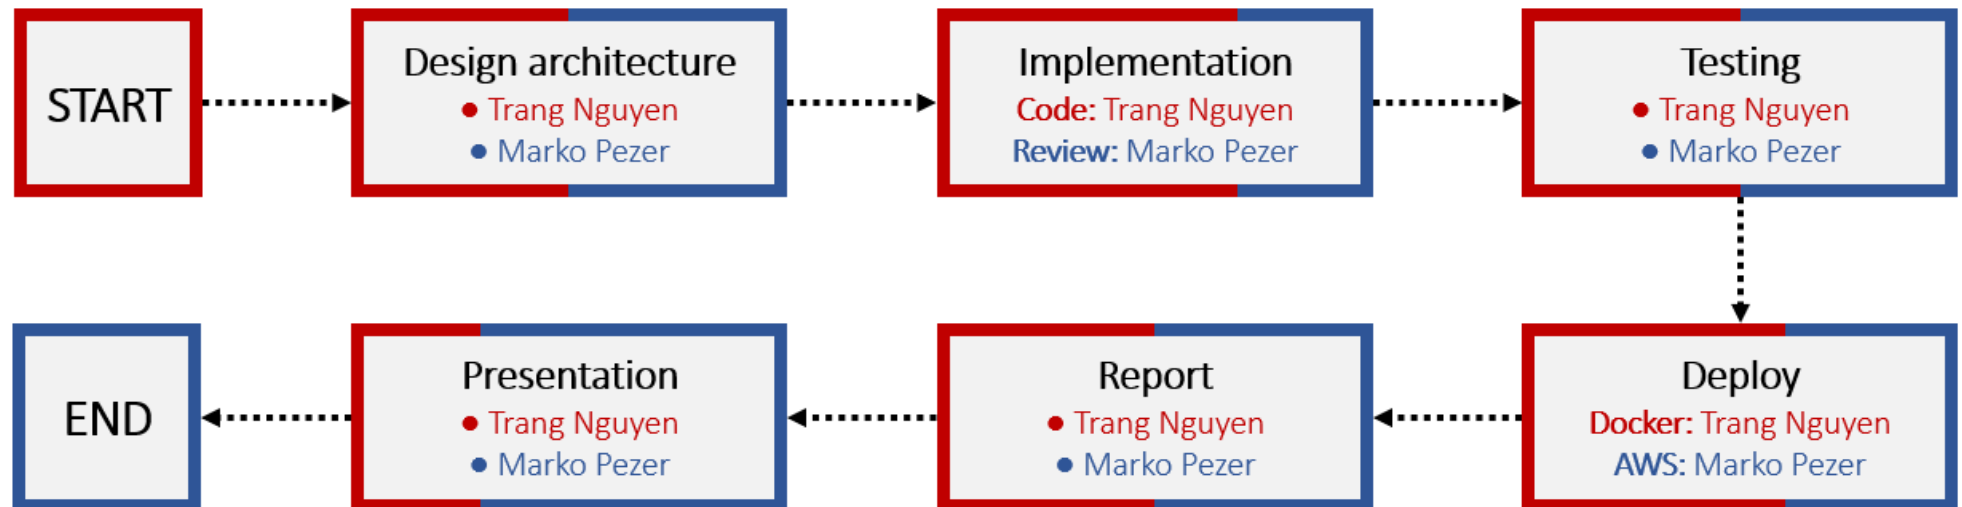 START
Design architecture
• Trang Nguyen
• Marko Pezer
Implementation
Code: Trang Nguyen
Review: Marko Pezer
Testing
• Trang Nguyen
• Marko Pezer
Deploy
Docker: Trang Nguyen
AWS: Marko Pezer
Report
• Trang Nguyen
• Marko Pezer
Presentation
• Trang Nguyen
• Marko Pezer
END